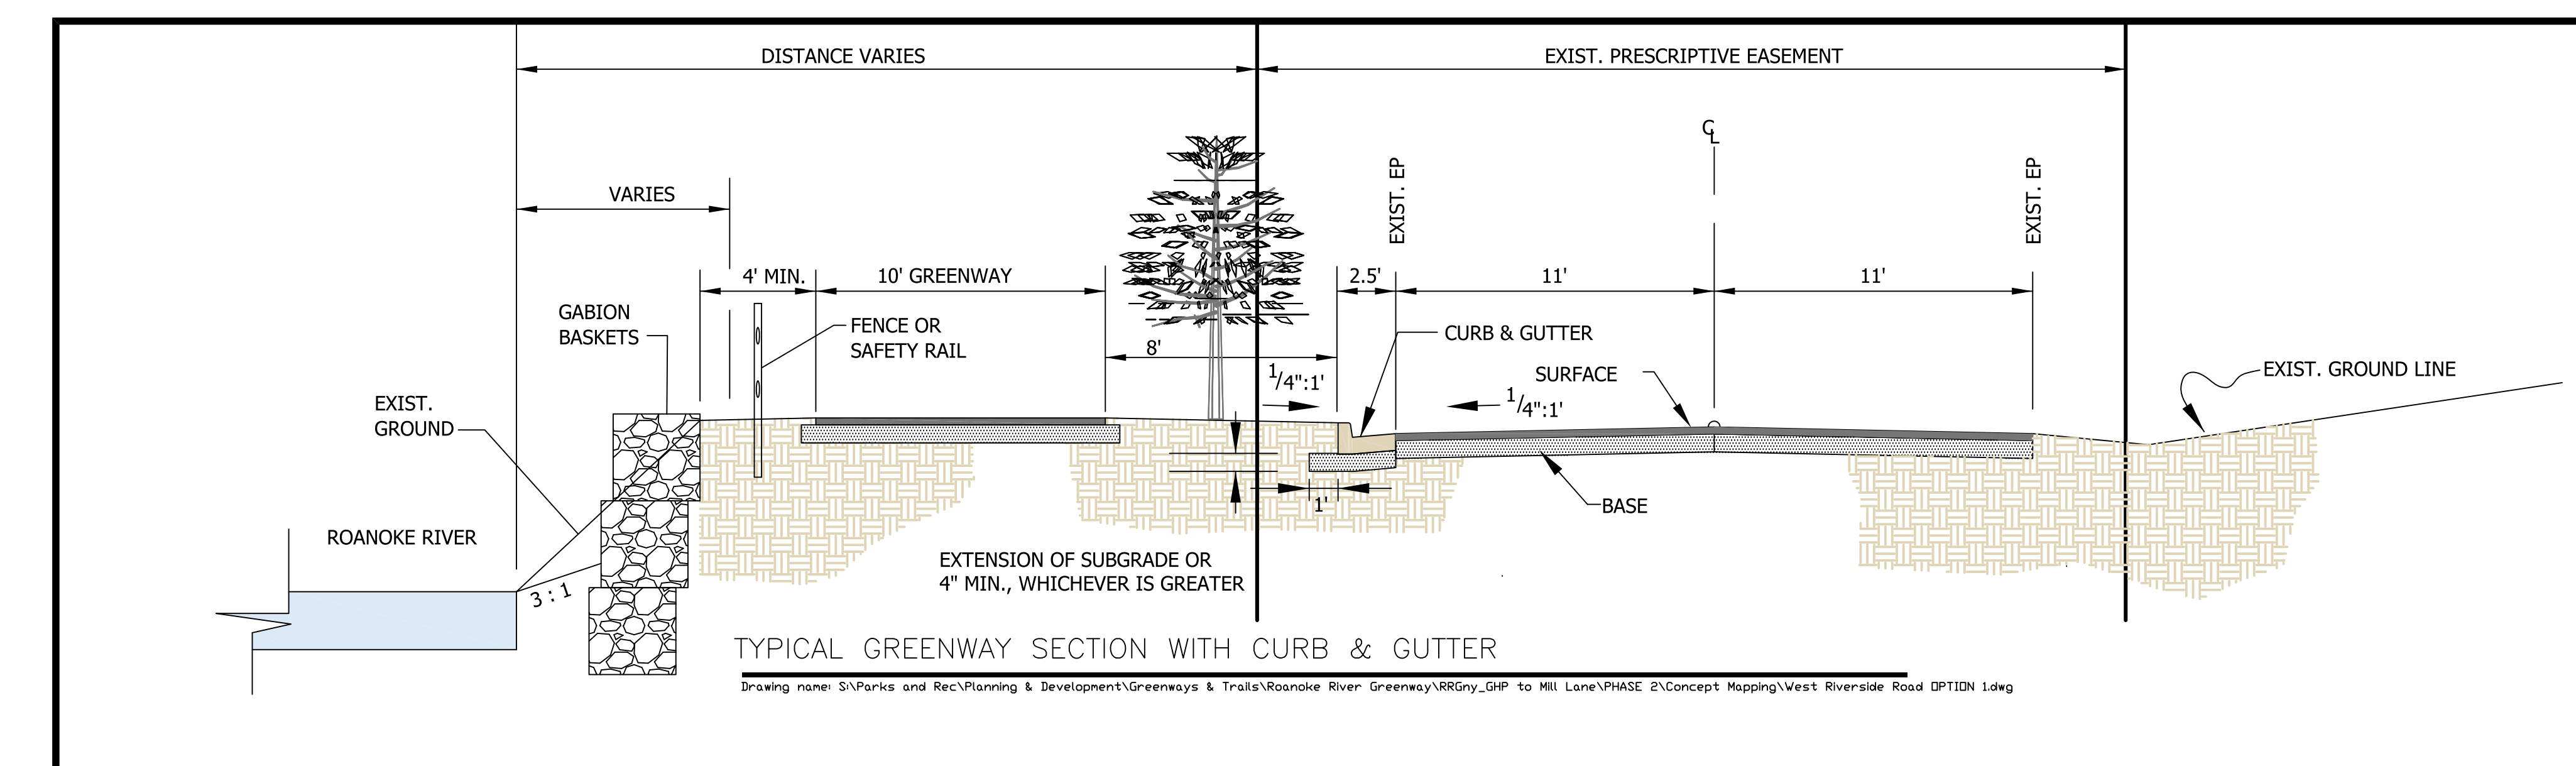 DISTANCE VARIES
EXIST. PRESCRIPTIVE EASEMENT
CL
EXIST. EP
EXIST. EP
VARIES
4' MIN.
10' GREENWAY
2.5'
11'
11'
GABION
BASKETS
FENCE OR
SAFETY RAIL
CURB & GUTTER
8'
1/4":1'
SURFACE
1/4":1'
EXIST. GROUND LINE
EXIST.
GROUND
1'
BASE
ROANOKE RIVER
EXTENSION OF SUBGRADE OR
4" MIN., WHICHEVER IS GREATER
3 : 1
TYPICAL GREENWAY SECTION WITH CURB & GUTTER
Drawing name: S:\Parks and Rec\Planning & Development\Greenways & Trails\Roanoke River Greenway\RRGny_GHP to Mill Lane\PHASE 2\Concept Mapping\West Riverside Road OPTION 1.dwg